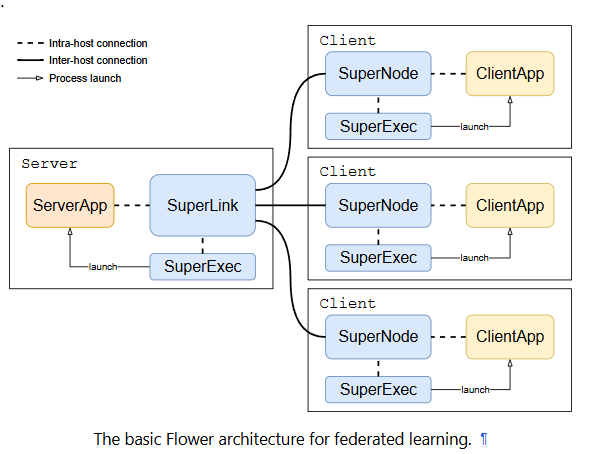 .
Intra-host connection
Inter-host connection
Process launch
Server
ServerApp
SuperLink
launch
SuperExec
Client
SuperNode
ClientApp
SuperExec
launch
Client
SuperNode
ClientApp
SuperExec
launch
Client
SuperNode
ClientApp
SuperExec
launch
The basic Flower architecture for federated learning. ¶